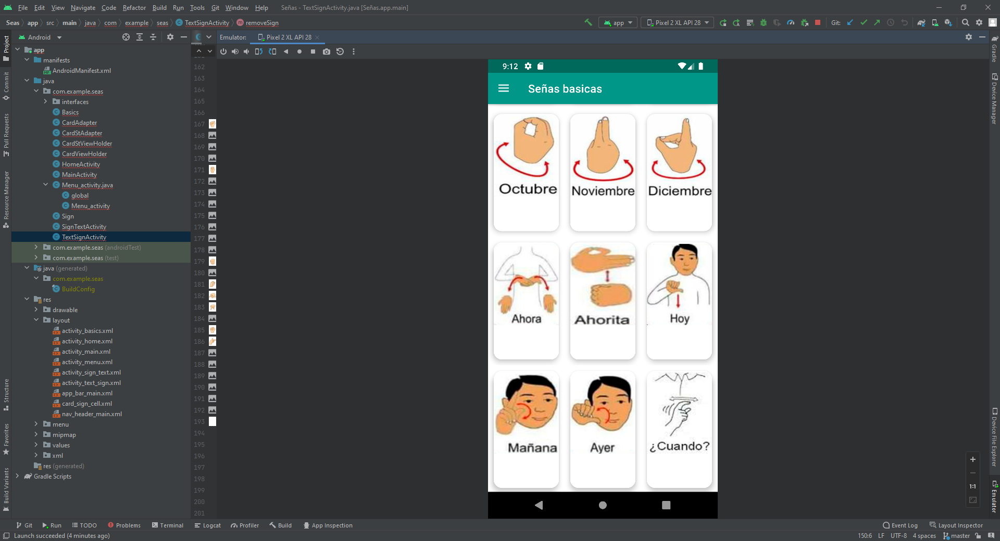 File Edit View Navigate Code Refactor Build Run Tools Git Window Help Señas - TextSignActivity.java [Señas.app.main]
Seas app src main java com example seas TextSignActivity removeSign app Pixel 2 XL API 28 Git:
Android Emulator: Pixel 2 XL API 28
Project
Commit
Pull Requests
Resource Manager
Structure
Favorites
Build Variants
app
manifests
AndroidManifest.xml
java
com.example.seas
interfaces
Basics
CardAdapter
CardStAdapter
CardStViewHolder
CardViewHolder
HomeActivity
MainActivity
Menu_activity.java
global
Menu_activity
Sign
SignTextActivity
TextSignActivity
com.example.seas (androidTest)
com.example.seas (test)
java (generated)
com.example.seas
BuildConfig
res
drawable
layout
activity_basics.xml
activity_home.xml
activity_main.xml
activity_menu.xml
activity_sign_text.xml
activity_text_sign.xml
app_bar_main.xml
card_sign_cell.xml
nav_header_main.xml
menu
mipmap
values
xml
res (generated)
Gradle Scripts
162
163
164
165
166
167
168
169
170
171
172
173
174
175
176
177
178
179
180
181
182
183
184
185
186
187
188
189
190
191
192
193
194
195
196
197
198
199
200
201
9:12
Señas basicas
Octubre Noviembre Diciembre
Ahora Ahorita Hoy
Mañana Ayer ¿Cuando?
1:1
Gradle
Device Manager
Device File Explorer
Emulator
Git Run TODO Problems Terminal Logcat Profiler Build App Inspection Event Log Layout Inspector
Launch succeeded (4 minutes ago) 150:6 LF UTF-8 4 spaces master